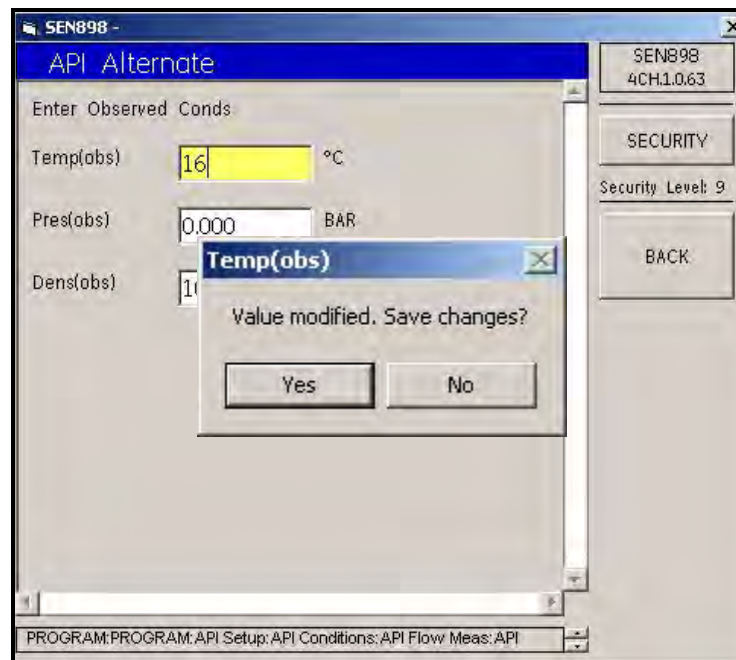 SEN898 -
API Alternate
SEN898
4CH.1.0.63
Enter Observed Conds
SECURITY
Temp(obs) 16 °C
Security Level: 9
Pres(obs) 0.000 BAR
BACK
Temp(obs)
Dens(obs)
Value modified. Save changes?
Yes No
PROGRAM:PROGRAM:API Setup:API Conditions:API Flow Meas:API